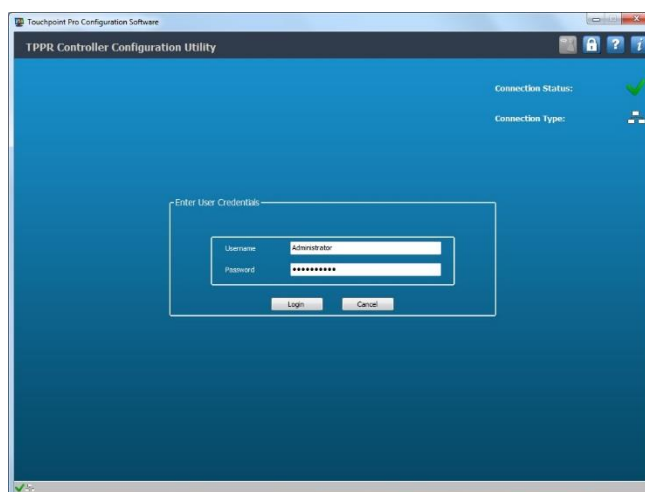 Touchpoint Pro Configuration Software
TPPR Controller Configuration Utility
?
i
Connection Status:
Connection Type:
Enter User Credentials
Username
Administrator
Password
••••••••••
Login
Cancel